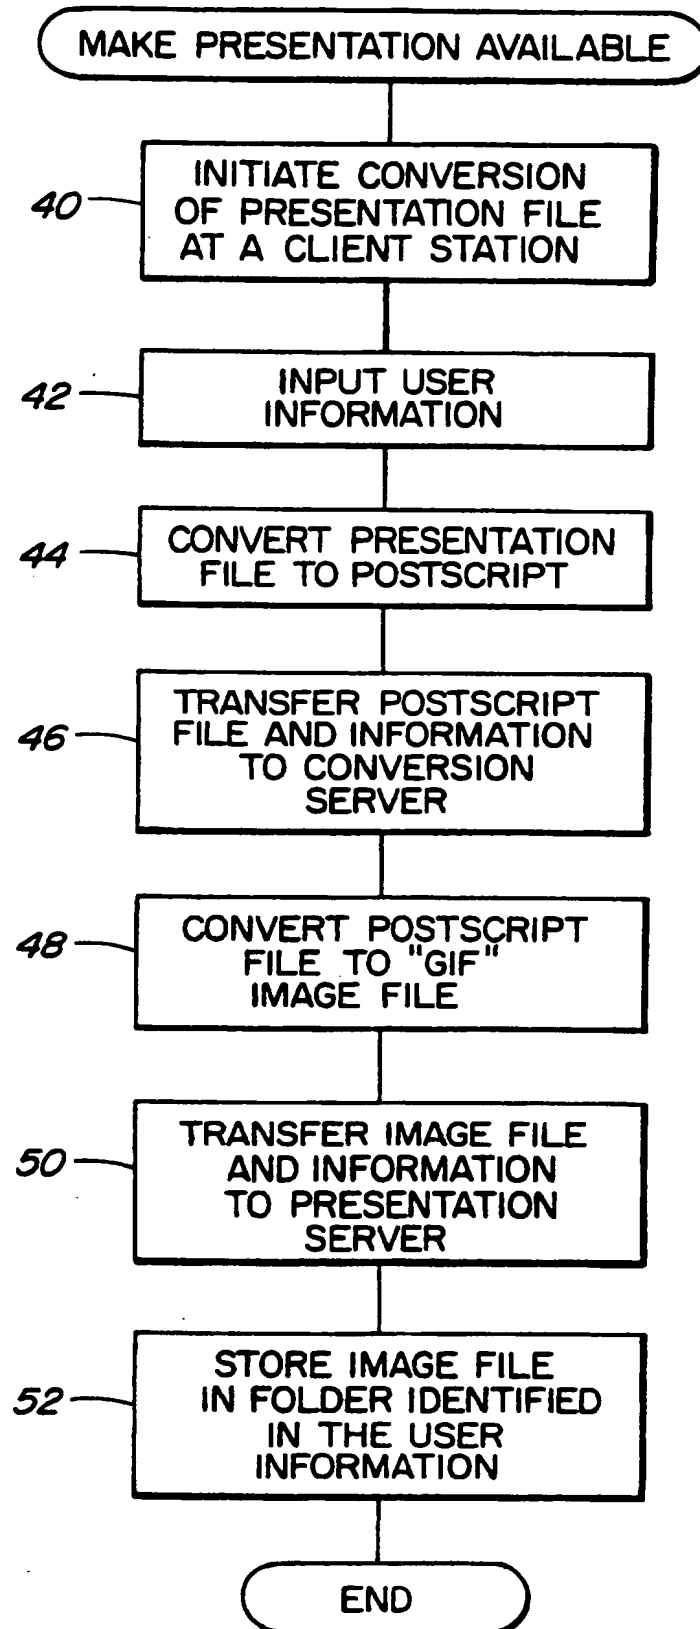 MAKE PRESENTATION AVAILABLE
40
INITIATE CONVERSION
OF PRESENTATION FILE
AT A CLIENT STATION
42
INPUT USER
INFORMATION
44
CONVERT PRESENTATION
FILE TO POSTSCRIPT
46
TRANSFER POSTSCRIPT
FILE AND INFORMATION
TO CONVERSION
SERVER
48
CONVERT POSTSCRIPT
FILE TO "GIF"
IMAGE FILE
50
TRANSFER IMAGE FILE
AND INFORMATION
TO PRESENTATION
SERVER
52
STORE IMAGE FILE
IN FOLDER IDENTIFIED
IN THE USER
INFORMATION
END